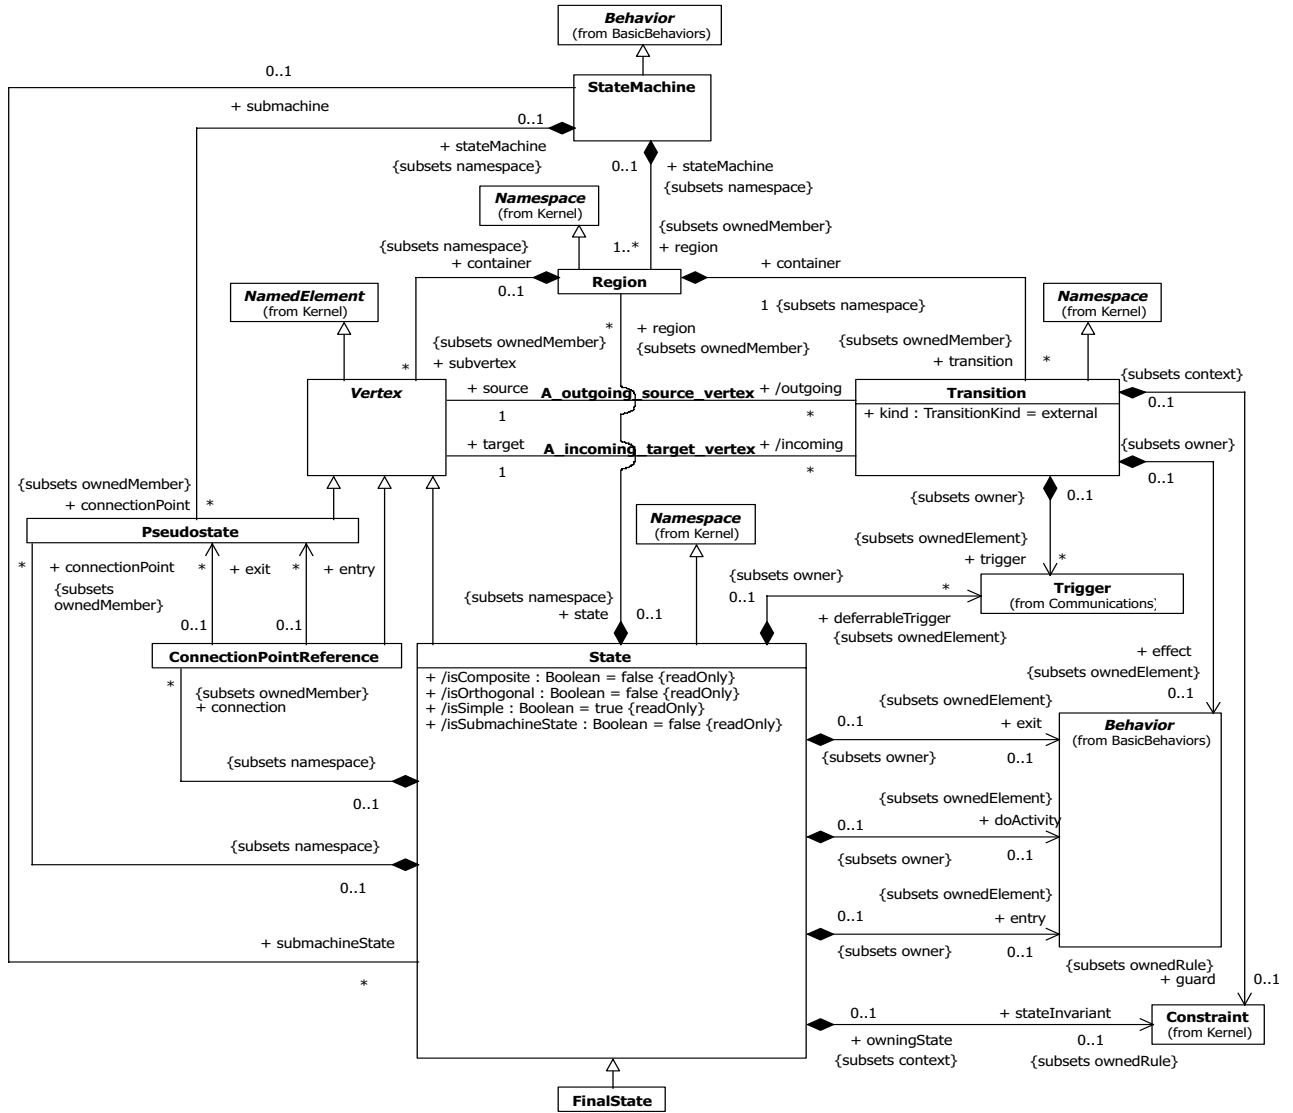 Behavior
(from BasicBehaviors)
0..1
StateMachine
+ submachine
0..1
+ stateMachine
{subsets namespace}
0..1
+ stateMachine
{subsets namespace}
Namespace
(from Kernel)
{subsets ownedMember}
1..*
+ region
{subsets namespace}
+ container
0..1
Region
+ container
1 {subsets namespace}
NamedElement
(from Kernel)
Namespace
(from Kernel)
{subsets ownedMember}
+ subvertex
*
*
+ region
{subsets ownedMember}
{subsets ownedMember}
+ transition
*
Vertex
+ source
1
A_outgoing_source_vertex
+ /outgoing
*
Transition
+ kind : TransitionKind = external
{subsets context}
0..1
+ target
1
A_incoming_target_vertex
+ /incoming
*
{subsets owner}
0..1
{subsets ownedMember}
+ connectionPoint
*
Pseudostate
{subsets owner}
0..1
Namespace
(from Kernel)
*
+ connectionPoint
{subsets
ownedMember}
*
+ exit
*
+ entry
{subsets ownedElement}
+ trigger
*
Trigger
(from Communications)
{subsets owner}
0..1
*
+ deferrableTrigger
{subsets ownedElement}
{subsets namespace}
+ state
0..1
0..1
0..1
ConnectionPointReference
State
+ /isComposite : Boolean = false {readOnly}
+ /isOrthogonal : Boolean = false {readOnly}
+ /isSimple : Boolean = true {readOnly}
+ /isSubmachineState : Boolean = false {readOnly}
+ effect
{subsets ownedElement}
0..1
*
{subsets ownedMember}
+ connection
{subsets ownedElement}
0..1
+ exit
{subsets owner}
0..1
Behavior
(from BasicBehaviors)
{subsets namespace}
0..1
{subsets ownedElement}
0..1
+ doActivity
{subsets owner}
0..1
{subsets namespace}
0..1
{subsets ownedElement}
0..1
+ entry
{subsets owner}
0..1
+ submachineState
*
{subsets ownedRule}
+ guard
0..1
0..1
+ stateInvariant
+ owningState
0..1
{subsets context}
{subsets ownedRule}
Constraint
(from Kernel)
FinalState